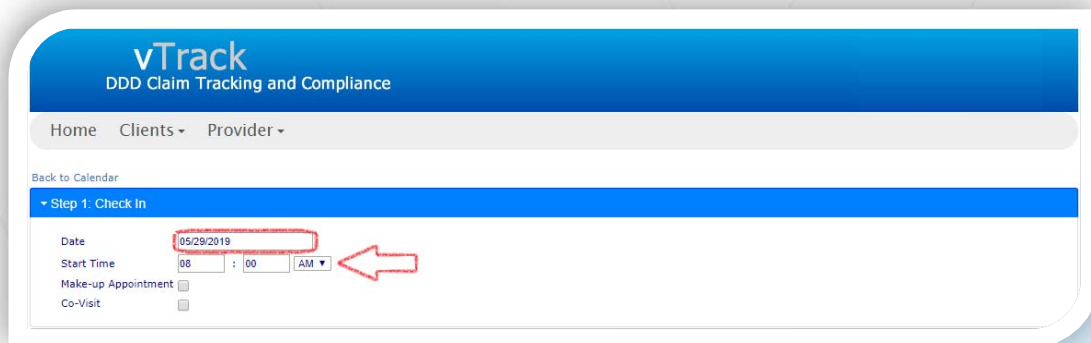 vTrack
DDD Claim Tracking and Compliance
Home Clients Provider
Back to Calendar
Step 1: Check In
Date 05/29/2019
Start Time 08 : 00 AM
Make-up Appointment
Co-Visit